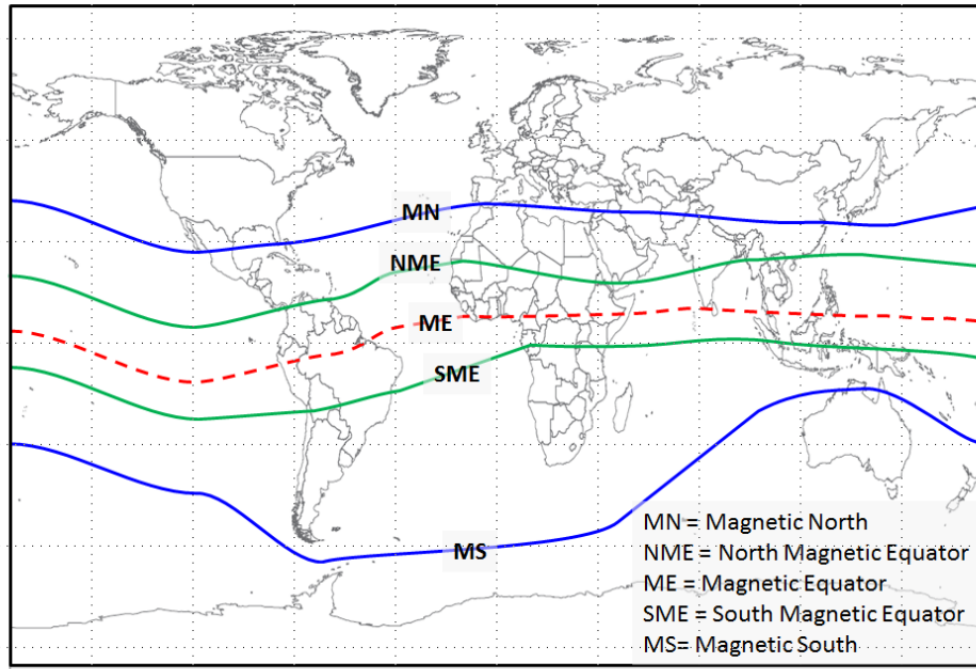 MN
NME
ME
SME
MS
MN = Magnetic North
NME = North Magnetic Equator
ME = Magnetic Equator
SME = South Magnetic Equator
MS= Magnetic South